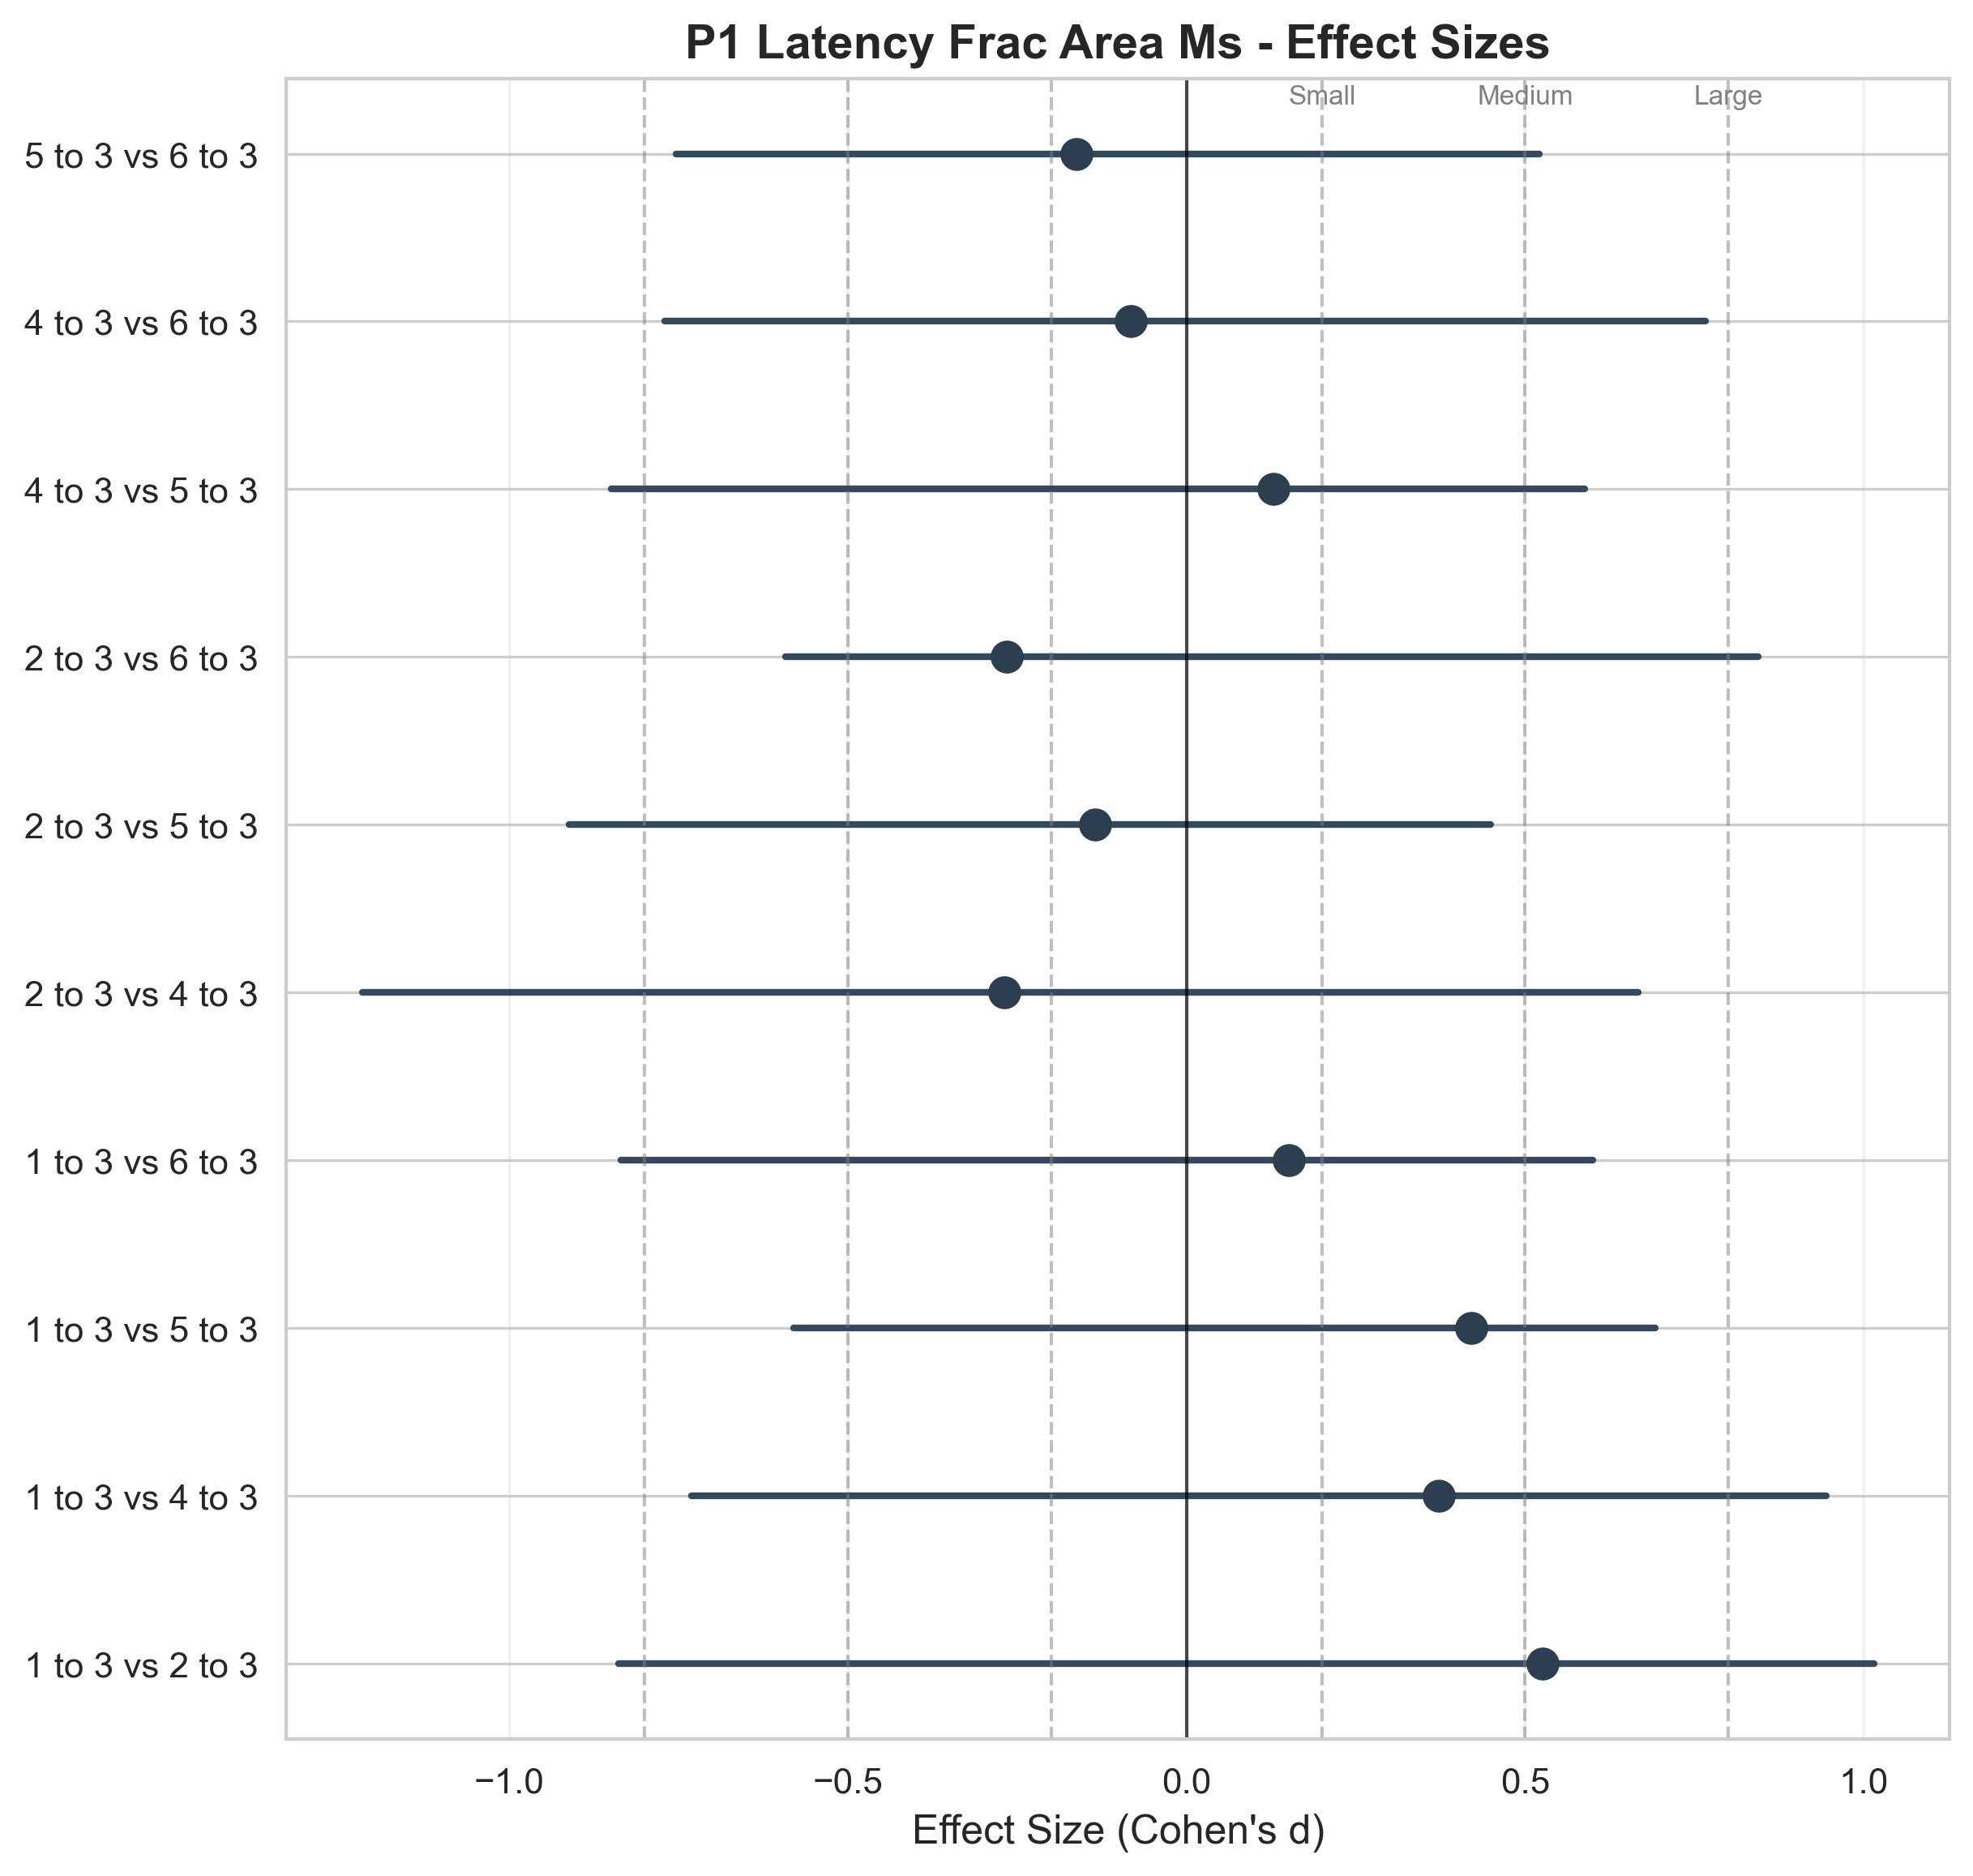 P1 Latency Frac Area Ms - Effect Sizes
Small Medium Large
5 to 3 vs 6 to 3
4 to 3 vs 6 to 3
4 to 3 vs 5 to 3
2 to 3 vs 6 to 3
2 to 3 vs 5 to 3
2 to 3 vs 4 to 3
1 to 3 vs 6 to 3
1 to 3 vs 5 to 3
1 to 3 vs 4 to 3
1 to 3 vs 2 to 3
−1.0 −0.5 0.0 0.5 1.0
Effect Size (Cohen's d)